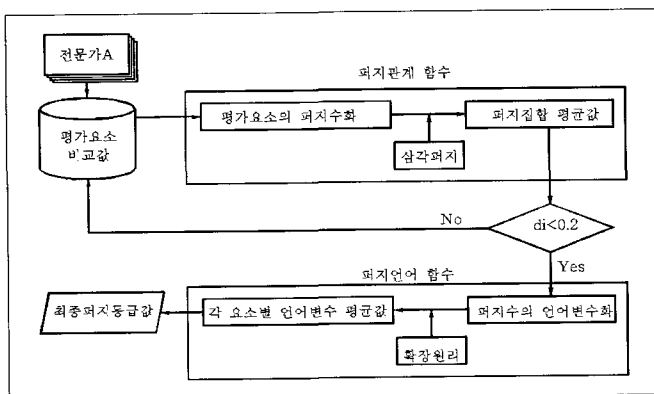 전문가A
퍼지관계 함수
평가요소
비교값
평가요소의 퍼지수화
퍼지집합 평균값
삼각퍼지
No
di<0.2
Yes
퍼지언어 함수
최종퍼지등급값
각 요소별 언어변수 평균값
퍼지수의 언어변수화
확장원리